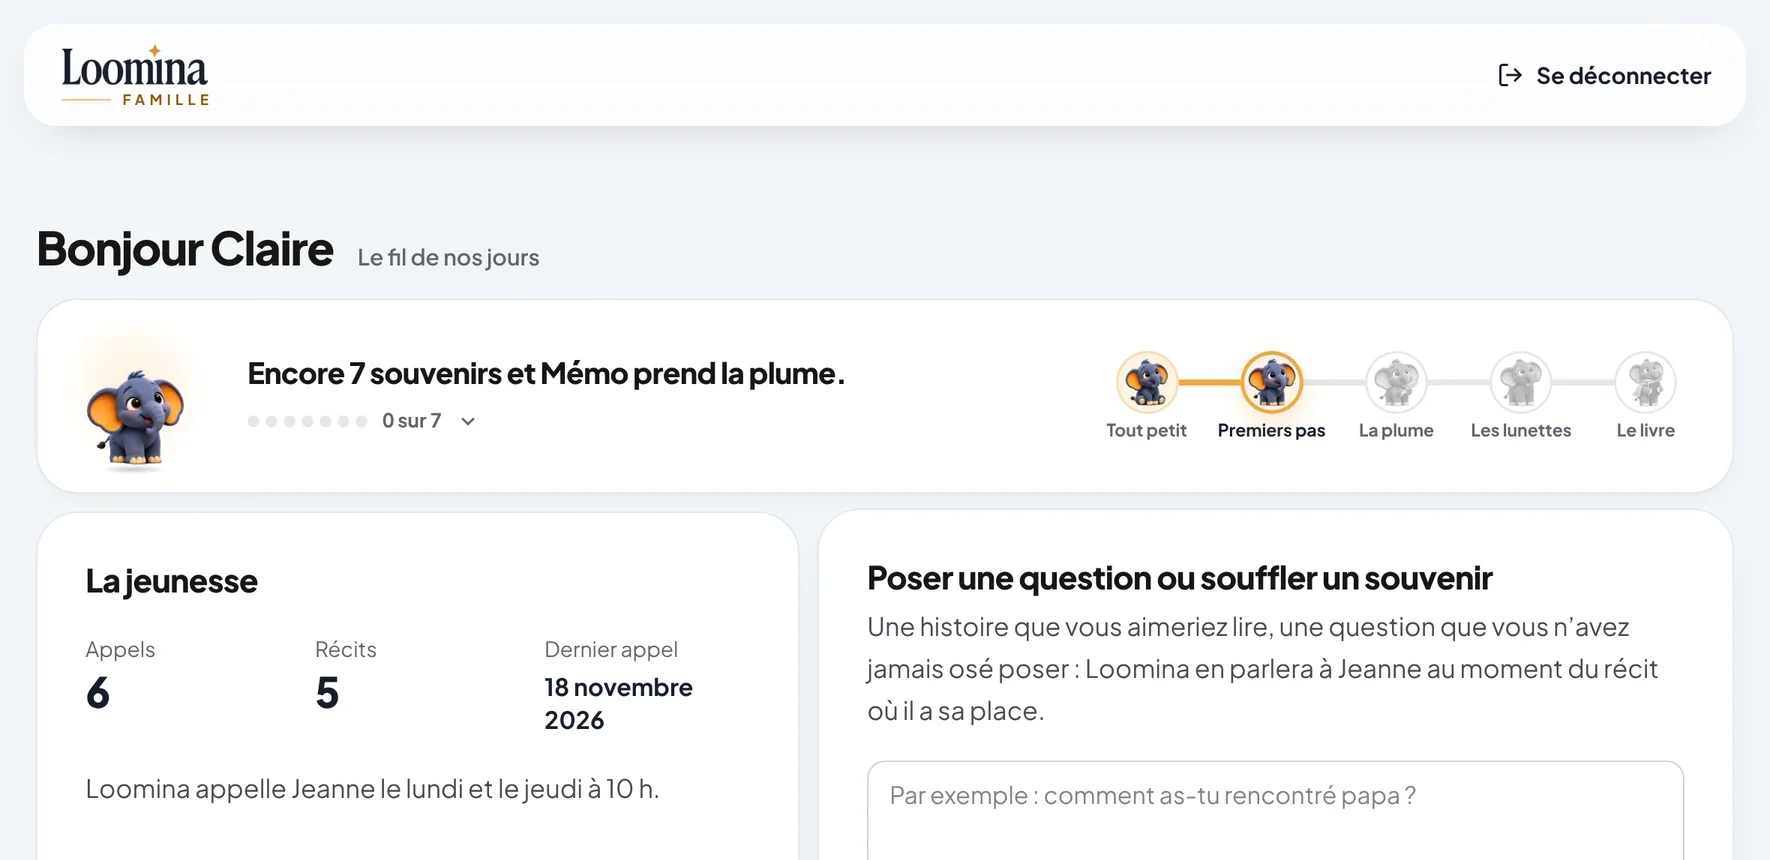 Loomina
FAMILLE
Se déconnecter
Bonjour Claire
Le fil de nos jours
Encore 7 souvenirs et Mémo prend la plume.
0 sur 7
Tout petit
Premiers pas
La plume
Les lunettes
Le livre
La jeunesse
Appels
6
Récits
5
Dernier appel
18 novembre
2026
Loomina appelle Jeanne le lundi et le jeudi à 10 h.
Poser une question ou souffler un souvenir
Une histoire que vous aimeriez lire, une question que vous n’avez
jamais osé poser : Loomina en parlera à Jeanne au moment du récit
où il a sa place.
Par exemple : comment as-tu rencontré papa ?